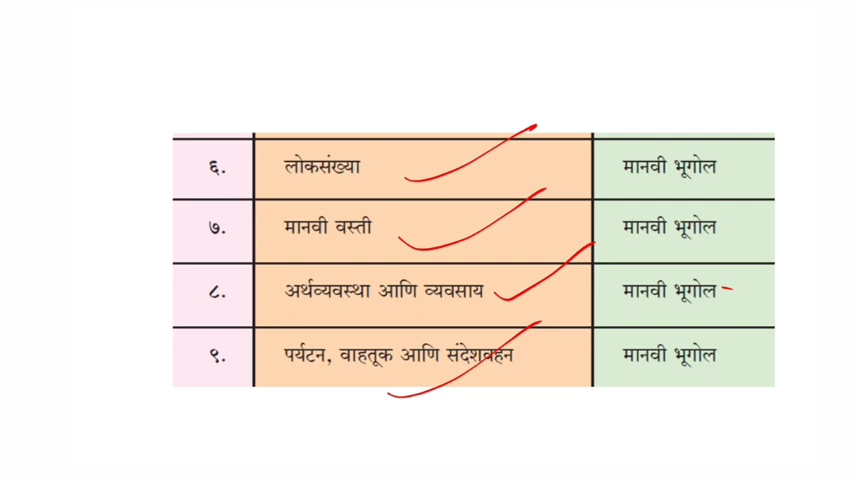 ६. लोकसंख्या मानवी भूगोल
७. मानवी वस्ती मानवी भूगोल
८. अर्थव्यवस्था आणि व्यवसाय मानवी भूगोल
९. पर्यटन, वाहतूक आणि संदेशवहन मानवी भूगोल